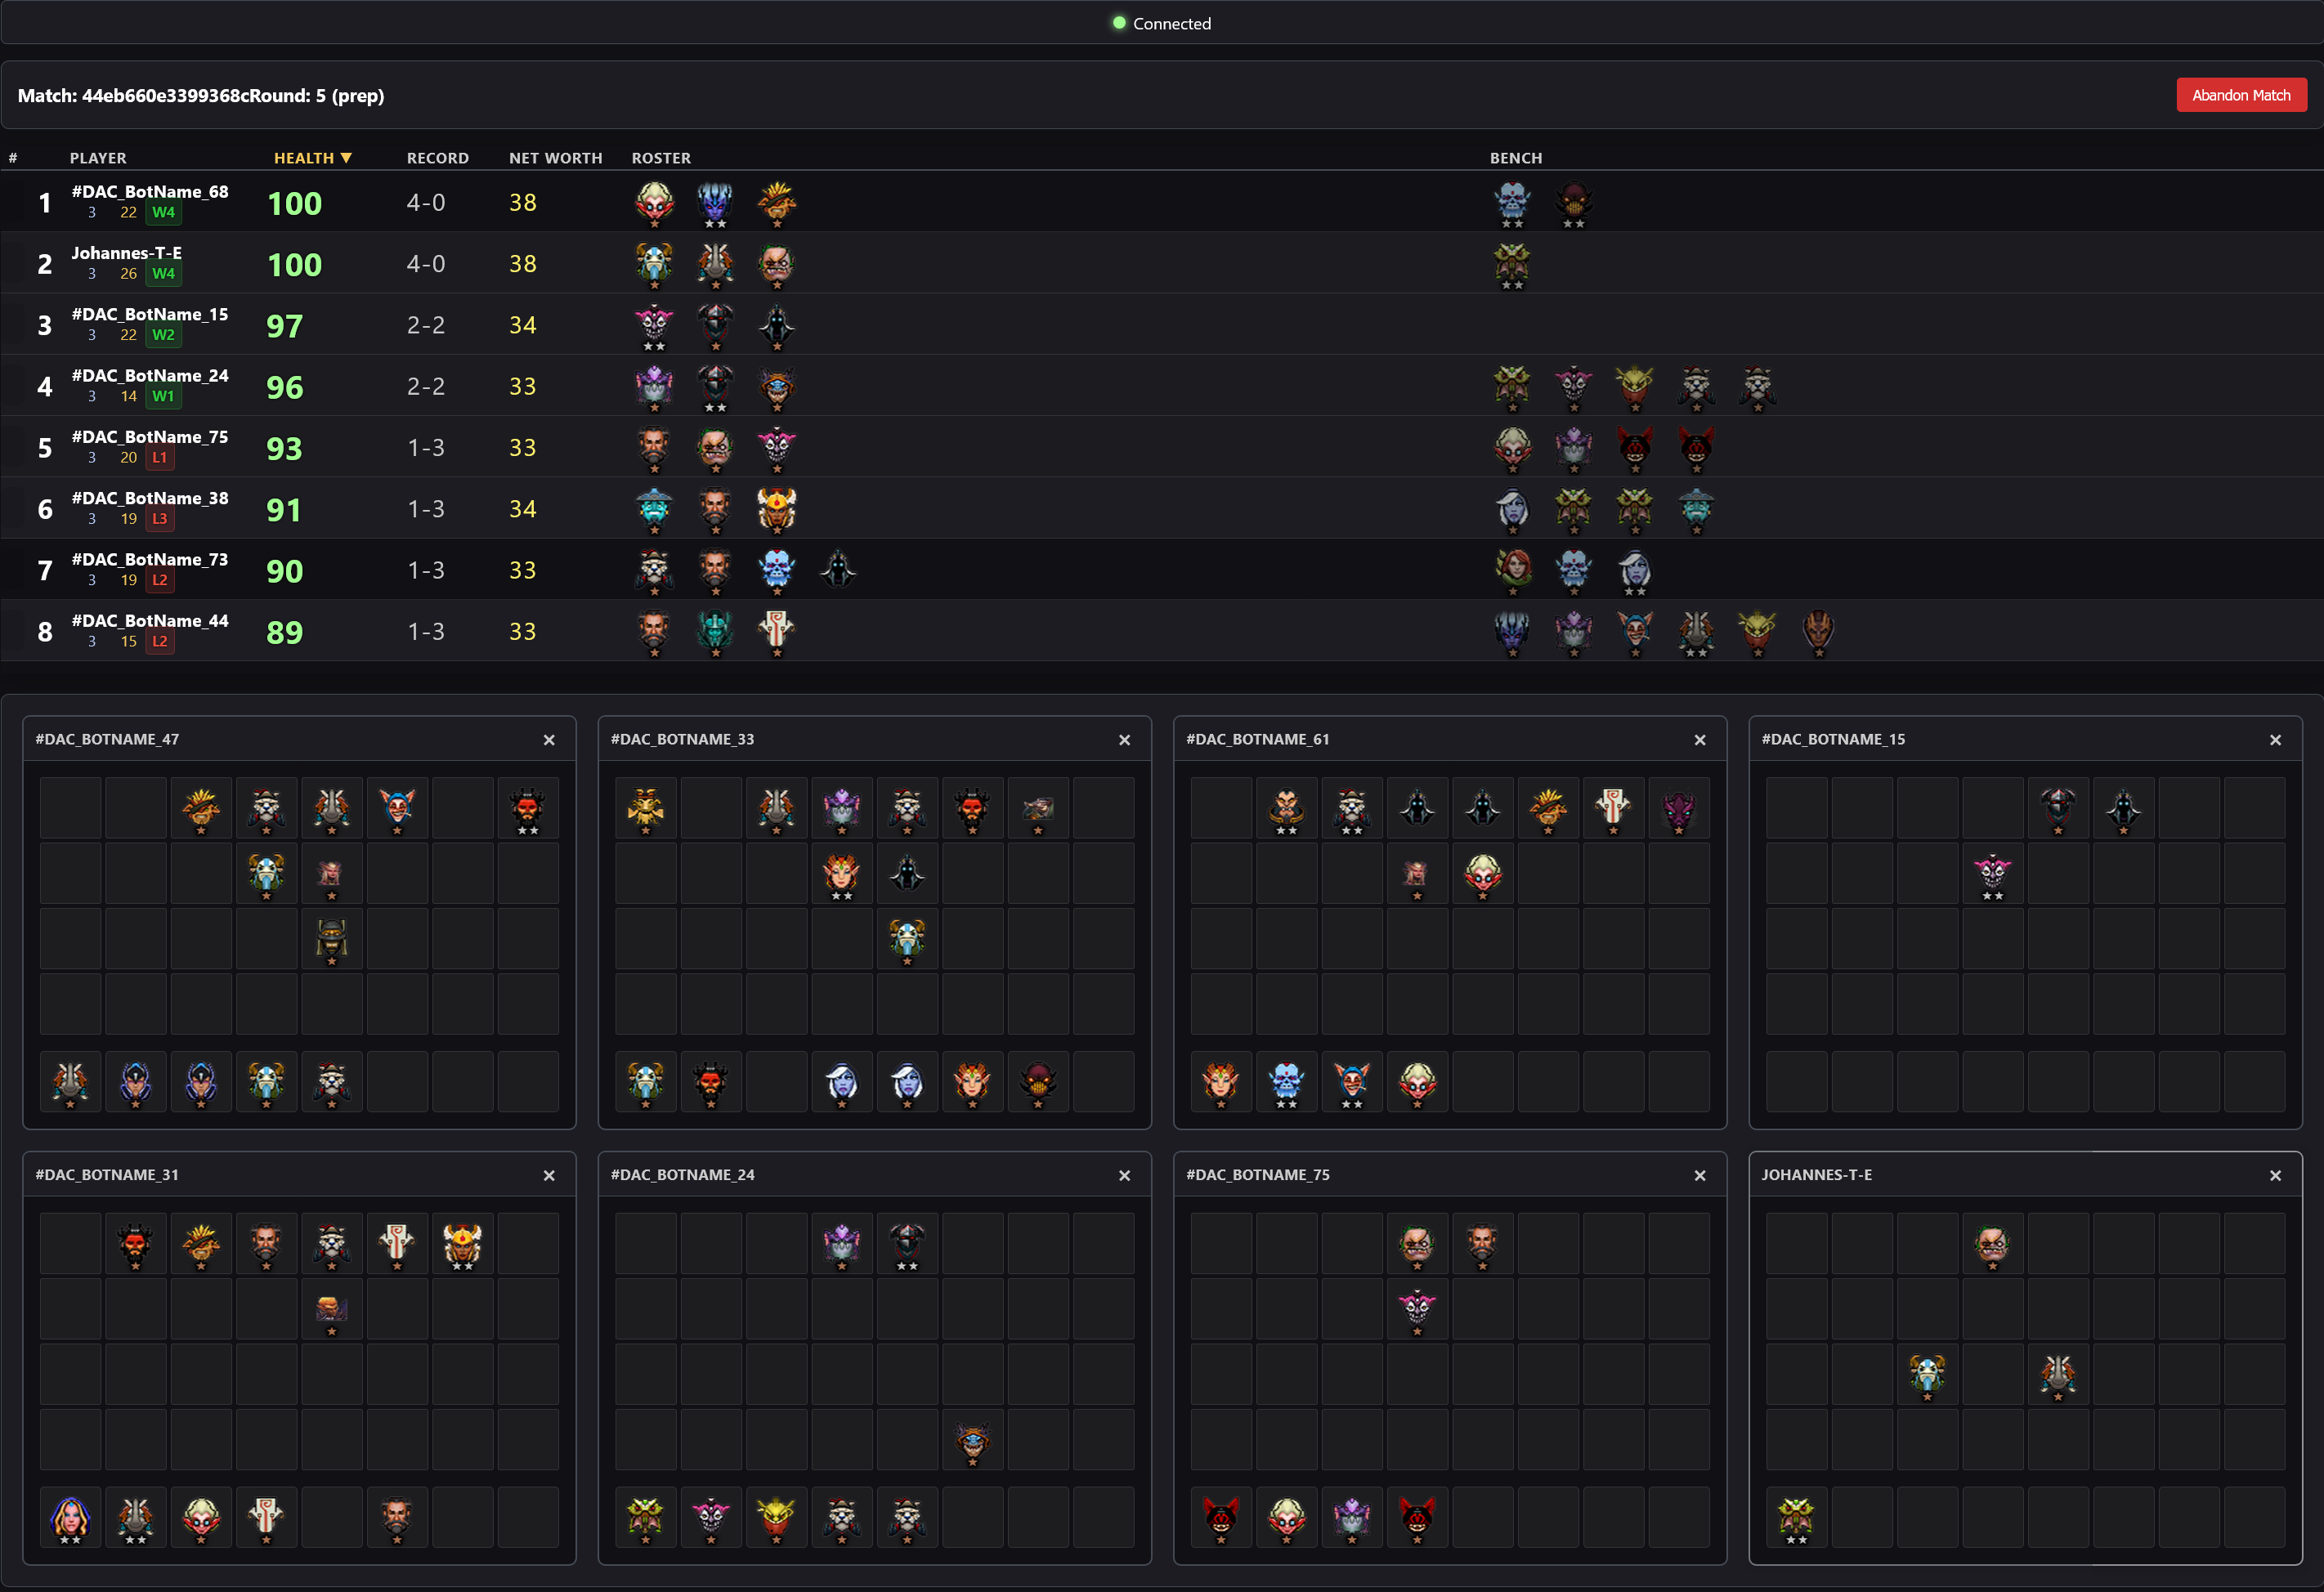 Connected
Match: 44eb660e3399368cRound: 5 (prep)
Abandon Match
# PLAYER HEALTH ▼ RECORD NET WORTH ROSTER BENCH
1 #DAC_BotName_68 100 4-0 38
3 22 W4
2 Johannes-T-E 100 4-0 38
3 26 W4
3 #DAC_BotName_15 97 2-2 34
3 22 W2
4 #DAC_BotName_24 96 2-2 33
3 14 W1
5 #DAC_BotName_75 93 1-3 33
3 20 L1
6 #DAC_BotName_38 91 1-3 34
3 19 L3
7 #DAC_BotName_73 90 1-3 33
3 19 L2
8 #DAC_BotName_44 89 1-3 33
3 15 L2
#DAC_BOTNAME_47 ×
#DAC_BOTNAME_33 ×
#DAC_BOTNAME_61 ×
#DAC_BOTNAME_15 ×
#DAC_BOTNAME_31 ×
#DAC_BOTNAME_24 ×
#DAC_BOTNAME_75 ×
JOHANNES-T-E ×